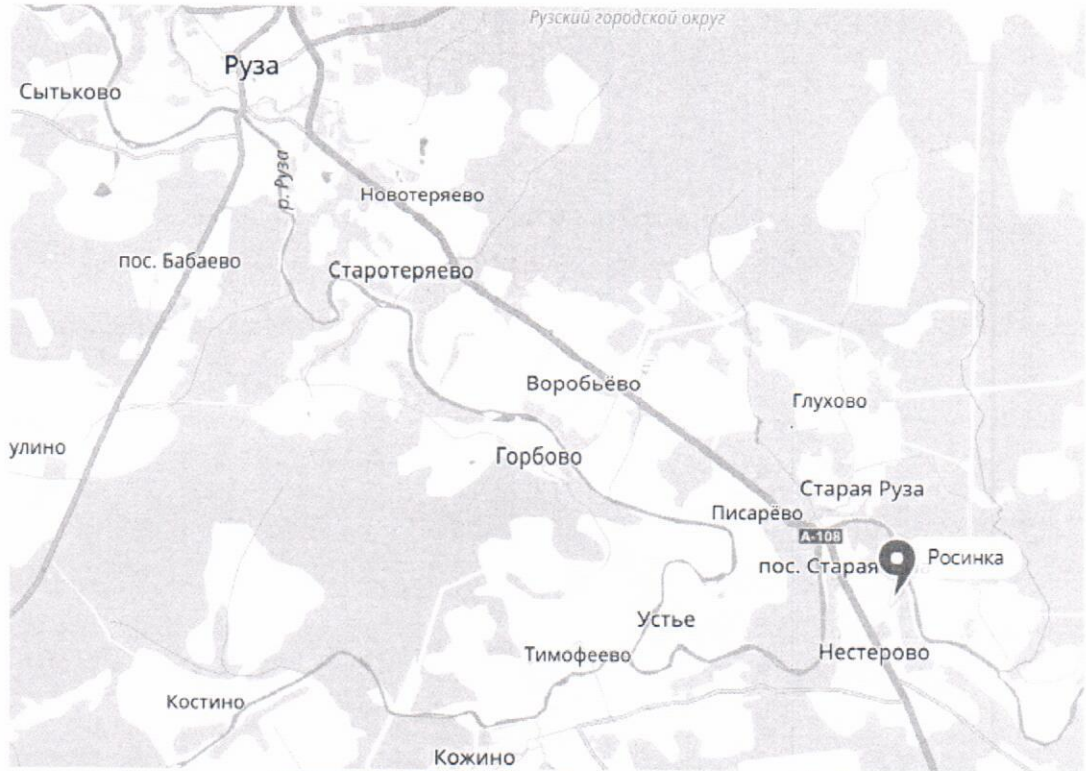 Рузский городской округ
Руза
Сытьково
р. Руза
Новотеряево
пос. Бабаево
Старотеряево
Воробьёво
Глухово
улино
Горбово
Старая Руза
Писарёво
А-108
Росинка
пос. Старая
Устье
Тимофеево
Нестерово
Костино
Кожино